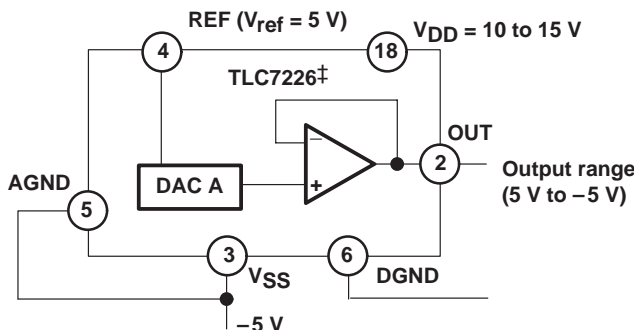 REF (Vref = 5 V)
4
18
VDD = 10 to 15 V
TLC7226‡
−
+
DAC A
OUT
2
Output range
(5 V to −5 V)
AGND
5
3
VSS
6
DGND
−5 V